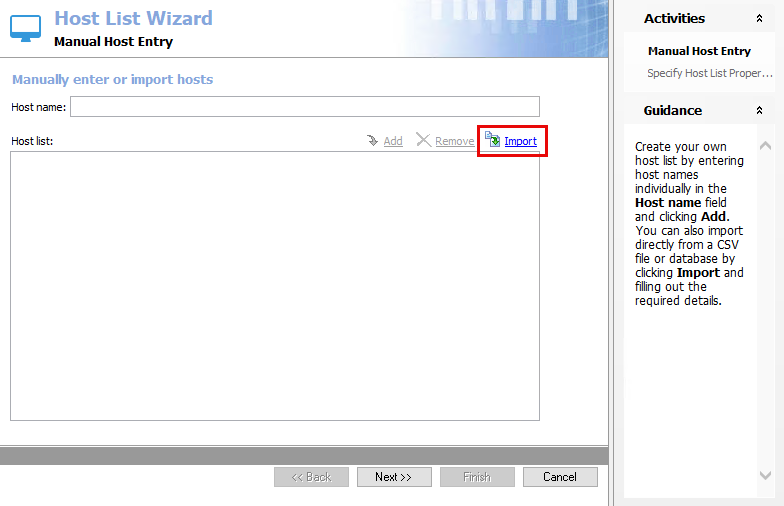 Host List Wizard
Manual Host Entry
Manually enter or import hosts
Host name:
Host list:
Add
Remove
Import
<< Back
Next >>
Finish
Cancel
Activities
Manual Host Entry
Specify Host List Proper...
Guidance
Create your own
host list by entering
host names
individually in the
Host name field
and clicking Add.
You can also import
directly from a CSV
file or database by
clicking Import and
filling out the
required details.